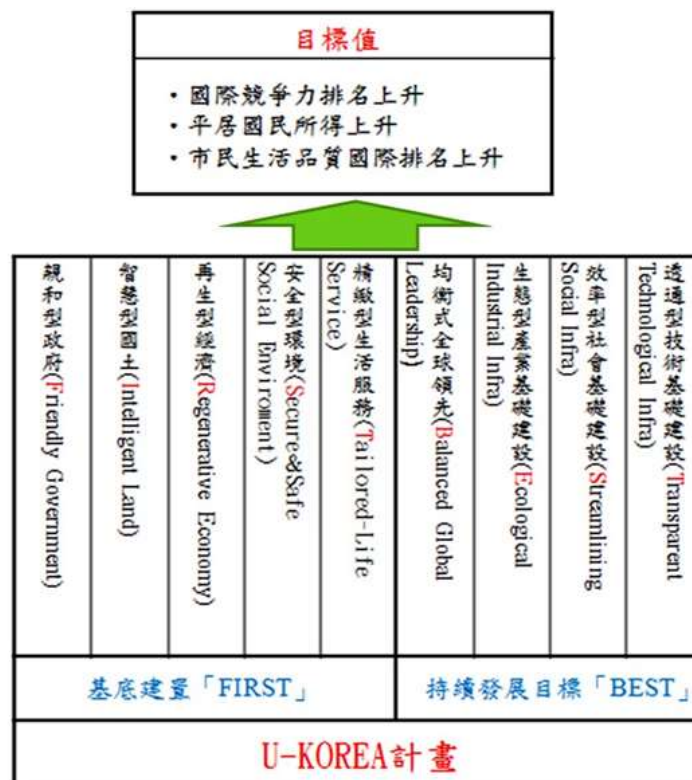 目標值
・國際競爭力排名上升
・平居國民所得上升
・市民生活品質國際排名上升
親和型政府(Friendly Government)
智慧型國土(Intelligent Land)
再生型經濟(Regenerative Economy)
安全型環境(Secure&Safe
Social Enviroment)
精緻型生活服務(Tailored-Life
Service)
均衡式全球領先(Balanced Global
Leadership)
生態型產業基礎建設(Ecological
Industrial Infra)
效率型社會基礎建設(Streamlining
Social Infra)
透通型技術基礎建設(Transparent
Technological Infra)
基底建置「FIRST」
持續發展目標「BEST」
U-KOREA計畫